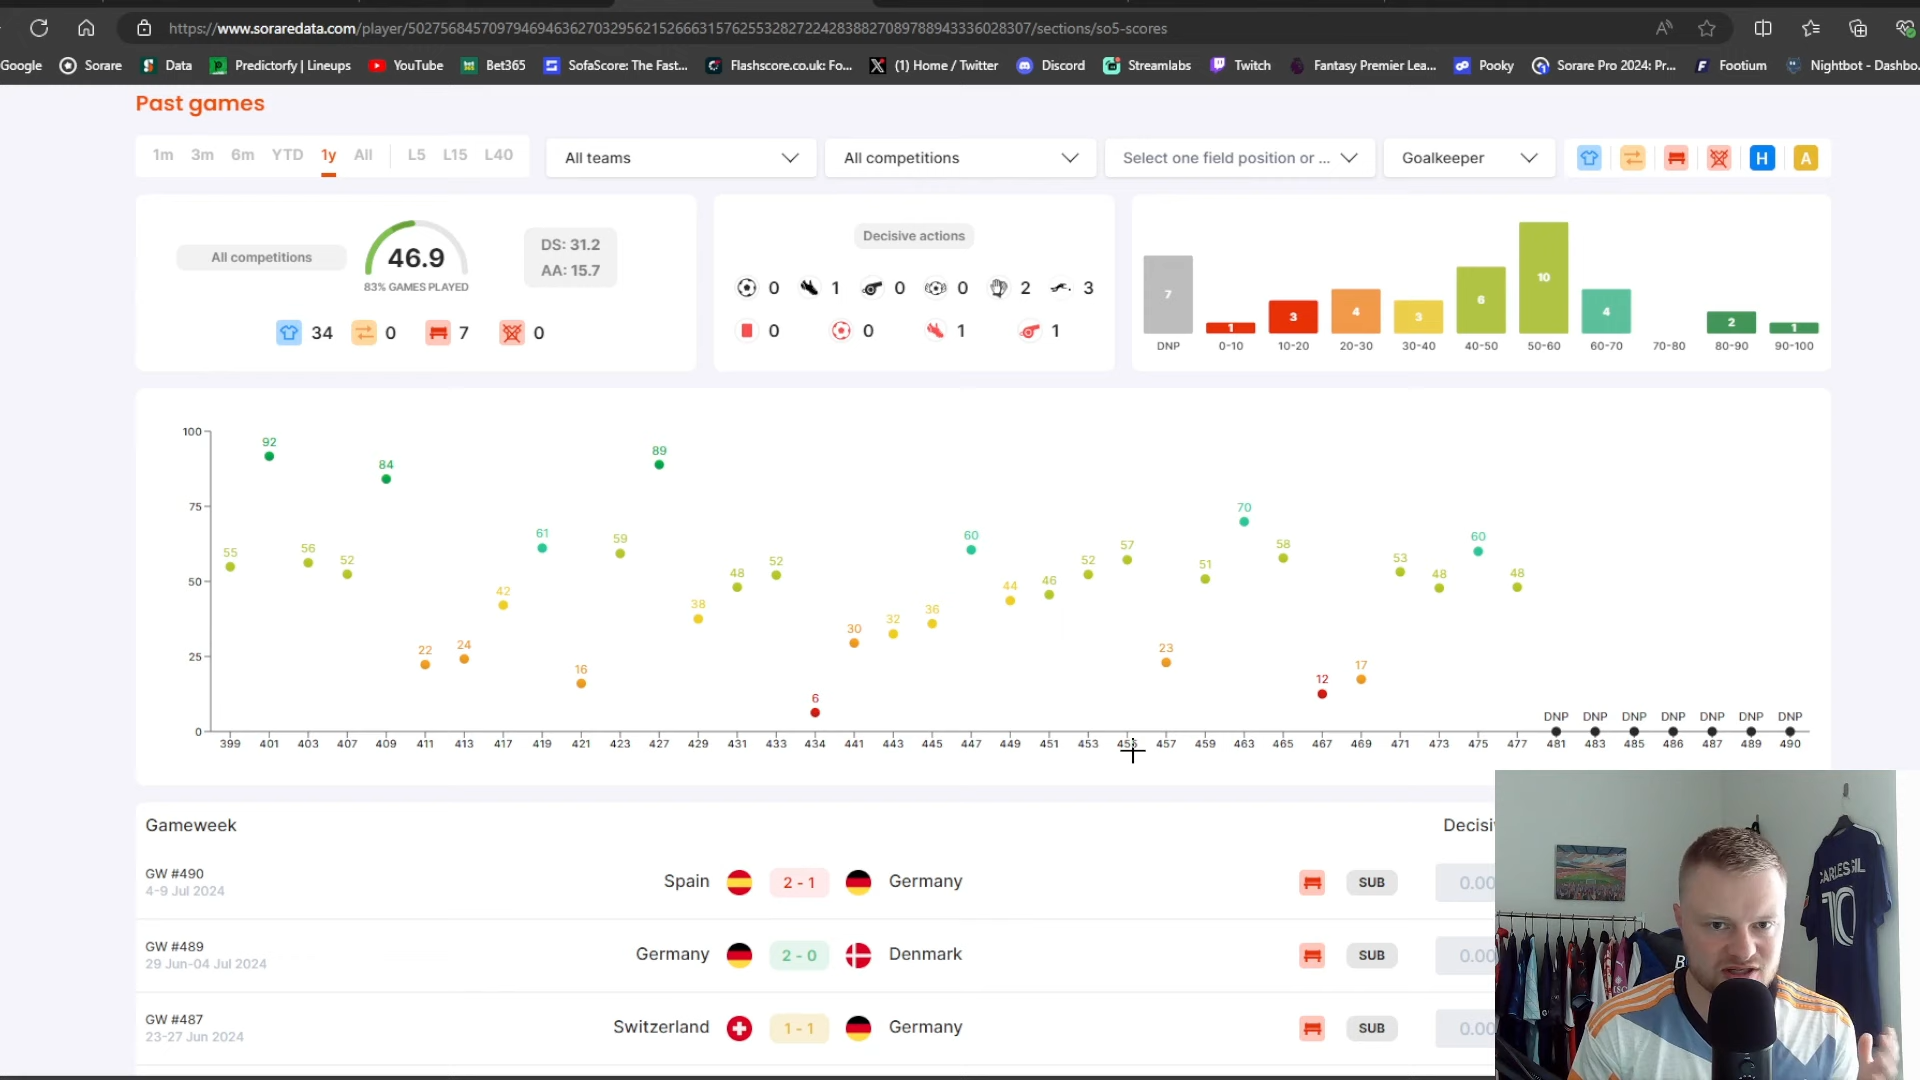 https://www.soraredata.com/player/50275684570979469463627032956215266631576255328272242838827089788943336028307/sections/so5-scores
Google Sorare Data Predictorfy | Lineups YouTube Bet365 SofaScore: The Fast... Flashscore.co.uk: Fo... (1) Home / Twitter Discord Streamlabs Twitch Fantasy Premier Lea... Pooky Sorare Pro 2024: Pr... Footium Nightbot - Dashbo...
Past games
1m 3m 6m YTD 1y All L5 L15 L40 All teams All competitions Select one field position or ... Goalkeeper H A
All competitions 46.9 DS: 31.2
83% GAMES PLAYED AA: 15.7
34 0 7 0
Decisive actions
0 1 0 0 2 3
0 0 1 1
7 1 3 4 3 6 10 4 2 1
DNP 0-10 10-20 20-30 30-40 40-50 50-60 60-70 70-80 80-90 90-100
100 75 50 25 0
55 92 56 52 84 22 24 42 61 16 59 89 38 48 52 6 30 32 36 60 44 46 52 57 23 51 70 58 12 17 53 48 60 48 DNP DNP DNP DNP DNP DNP DNP
399 401 403 407 409 411 413 417 419 421 423 427 429 431 433 434 441 443 445 447 449 451 453 455 457 459 463 465 467 469 471 473 475 477 481 483 485 486 487 489 490
Gameweek Decisi
GW #490
4-9 Jul 2024
Spain 2 - 1 Germany SUB 0.00
GW #489
29 Jun-04 Jul 2024
Germany 2 - 0 Denmark SUB 0.00
GW #487
23-27 Jun 2024
Switzerland 1 - 1 Germany SUB 0.00
CARLES GIL
10